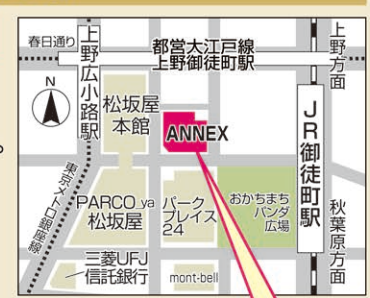 春日通り
上野広小路駅
都営大江戸線
上野御徒町駅
上野方面
N
松坂屋
本館
ANNEX
JR御徒町駅
東京メトロ銀座線
PARCO_ya
松坂屋
パーク
プレイス
24
おかちまち
パンダ
広場
秋葉原方面
三菱UFJ
信託銀行
mont-bell